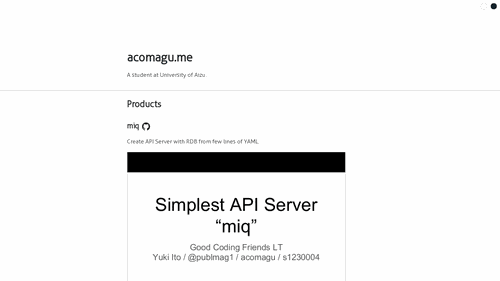 acomagu.me
A student at University of Aizu.
Products
miq
Create API Server with RDB from few lines of YAML
Simplest API Server
“miq”
Good Coding Friends LT
Yuki Ito / @publmag1 / acomagu / s1230004